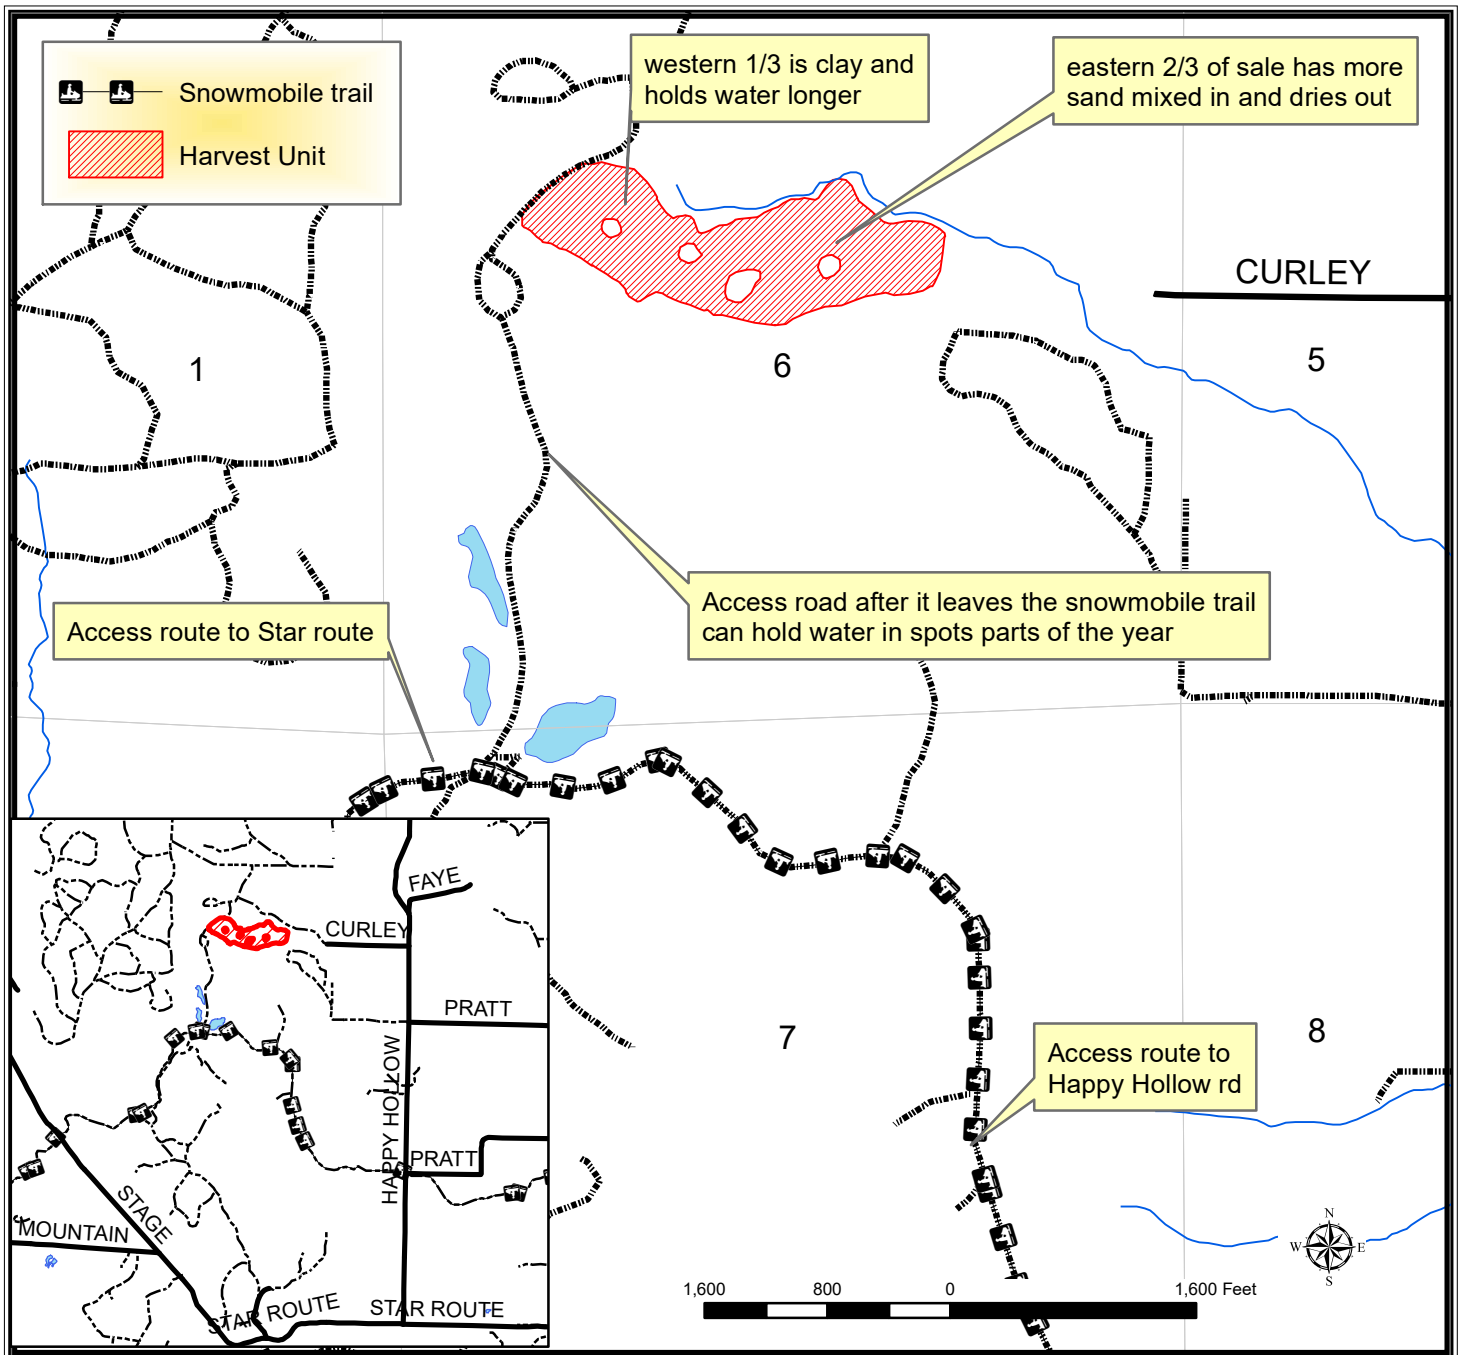 Snowmobile trail
Harvest Unit
western 1/3 is clay and
holds water longer
eastern 2/3 of sale has more
sand mixed in and dries out
CURLEY
1
6
5
Access route to Star route
Access road after it leaves the snowmobile trail
can hold water in spots parts of the year
7
8
Access route to
Happy Hollow rd
FAYE
CURLEY
PRATT
HAPPY HOLLOW
PRATT
STAGE
MOUNTAIN
STAR ROUTE
STAR ROUTE
N
W
E
S
1,600
800
0
1,600 Feet